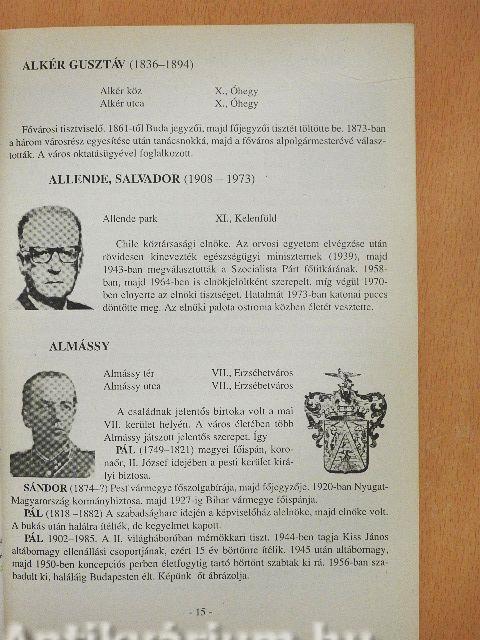 ALKÉR GUSZTÁV (1836–1894)
Alkér köz X., Óhegy
Alkér utca X., Óhegy
Fővárosi tisztviselő. 1861-től Buda jegyzői, majd főjegyzői tisztét töltötte be. 1873-ban
a három városrész egyesítése után tanácsnokká, majd a főváros alpolgármesterévé válasz-
tották. A város oktatásügyével foglalkozott.
ALLENDE, SALVADOR (1908 – 1973)
Allende park XI., Kelenföld
Chile köztársasági elnöke. Az orvosi egyetem elvégzése után
rövidesen kinevezték egészségügyi miniszternek (1939), majd
1943-ban megválasztották a Szocialista Párt főtitkárának. 1958-
ban, majd 1964-ben is elnökjelöltként szerepelt, míg végül 1970-
ben elnyerte az elnöki tisztséget. Hatalmát 1973-ban katonai puccs
döntötte meg. Az elnöki palota ostroma közben életét vesztette.
ALMÁSSY
Almássy tér VII., Erzsébetváros
Almássy utca VII., Erzsébetváros
A családnak jelentős birtoka volt a mai
VII. kerület helyén. A város életében több
Almássy játszott jelentős szerepet. Így
PÁL (1749–1821) megyei főispán, koro-
naőr, II. József idejében a pesti kerület kirá-
lyi biztosa.
SÁNDOR (1874–?) Pest vármegye főszolgabírája, majd főjegyzője. 1920-ban Nyugat-
Magyarország kormánybiztosa, majd 1927-ig Bihar vármegye főispánja.
PÁL (1818 –1882) A szabadságharc idején a képviselőház alelnöke, majd elnöke volt.
A bukás után halálra ítélték, de kegyelmet kapott.
PÁL 1902–1985. A II. világháborúban mérnökkari tiszt. 1944-ben tagja Kiss János
altábornagy ellenállási csoportjának, ezért 15 év börtönre ítélik. 1945 után altábornagy,
majd 1950-ben koncepciós perben életfogytig tartó börtönt szabtak ki rá. 1956-ban sza-
badult ki, haláláig Budapesten élt. Képünk őt ábrázolja.
- 15 -
Antikvárium.hu